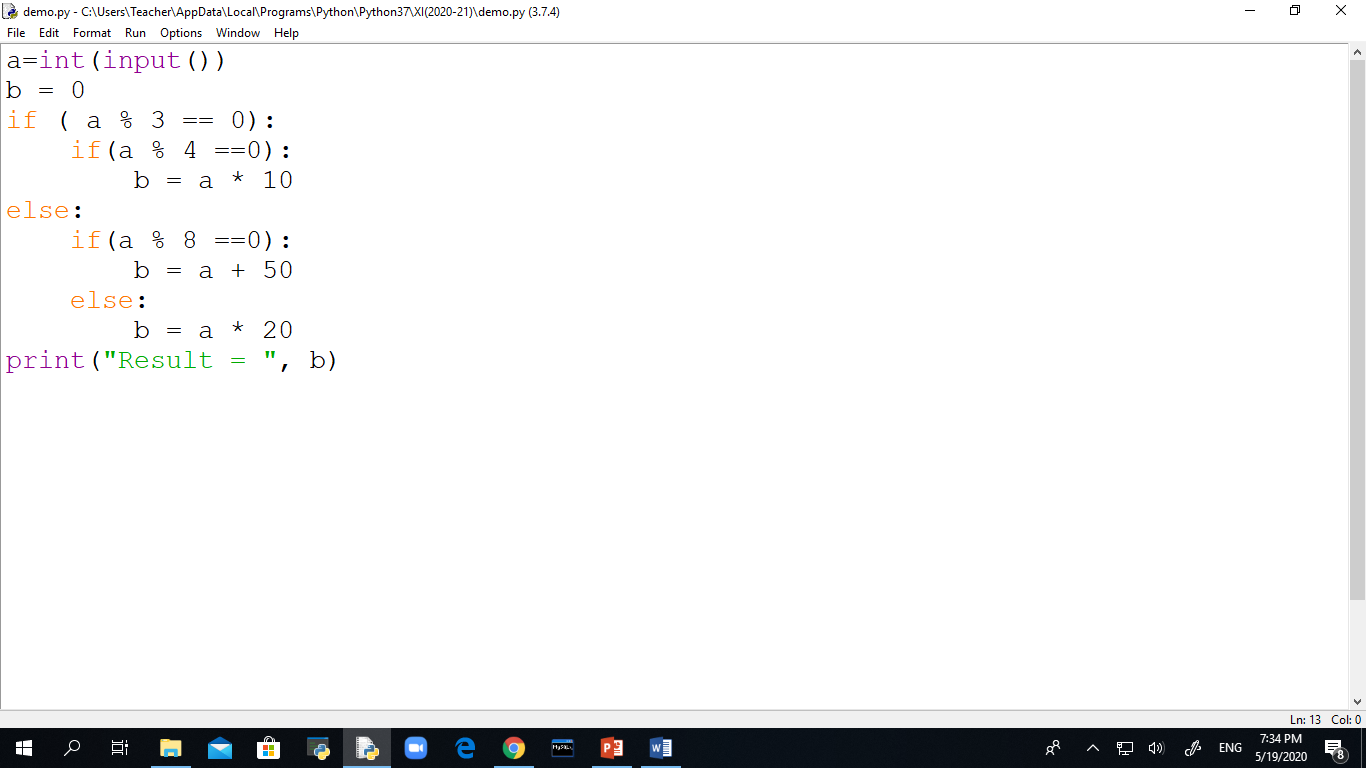 demo.py - C:\Users\Teacher\AppData\Local\Programs\Python\Python37\XI(2020-21)\demo.py (3.7.4)
File Edit Format Run Options Window Help
a=int(input())
b = 0
if ( a % 3 == 0):
    if(a % 4 ==0):
        b = a * 10
else:
    if(a % 8 ==0):
        b = a + 50
    else:
        b = a * 20
print("Result = ", b)
Ln: 13 Col: 0
MySQL
ENG
7:34 PM
5/19/2020
8